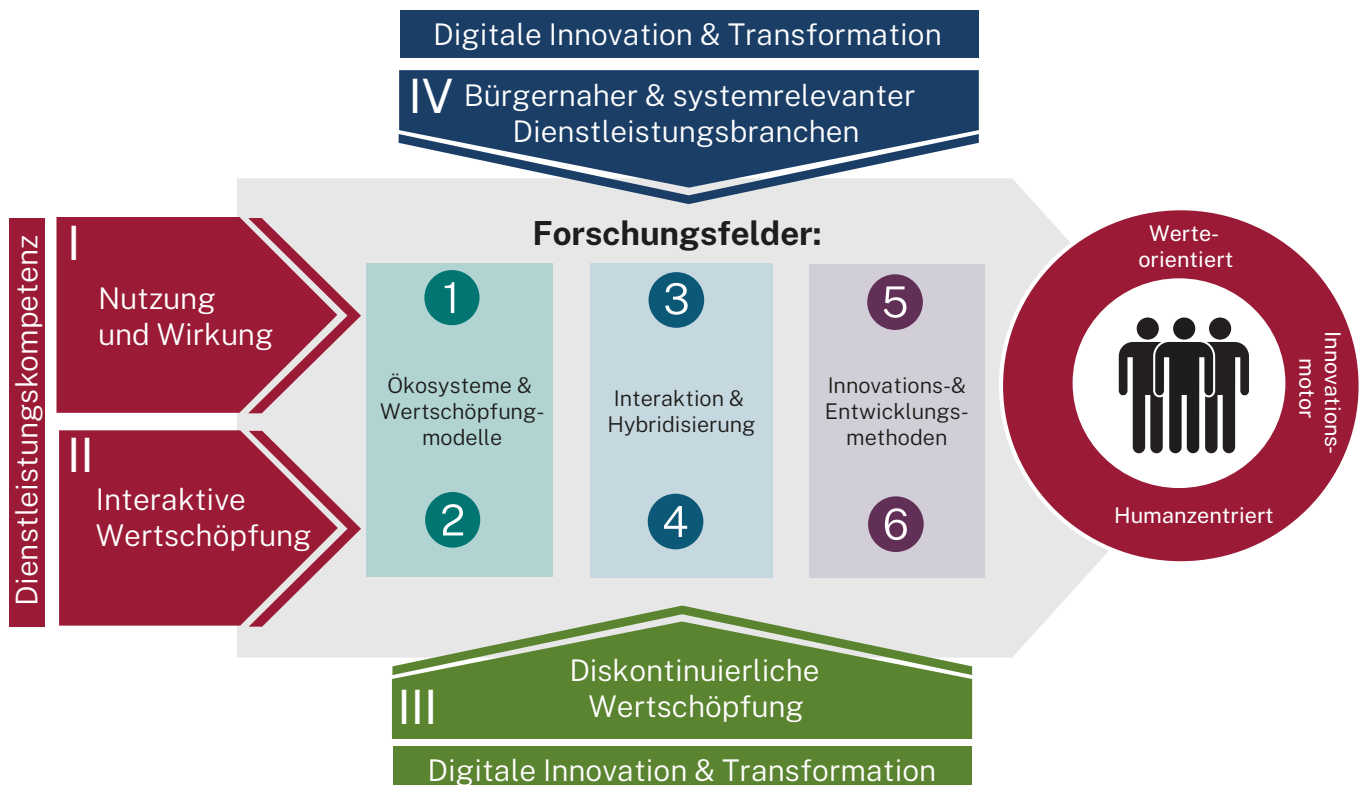 Digitale Innovation & Transformation
IV Bürgernaher & systemrelevanter
Dienstleistungsbranchen
Dienstleistungskompetenz
I
Nutzung
und Wirkung
II
Interaktive
Wertschöpfung
Forschungsfelder:
1
Ökosysteme &
Wertschöpfung-
modelle
2
3
Interaktion &
Hybridisierung
4
5
Innovations-&
Entwicklungs-
methoden
6
Werte-
orientiert
Innovations-
motor
Humanzentriert
Diskontinuierliche
III Wertschöpfung
Digitale Innovation & Transformation